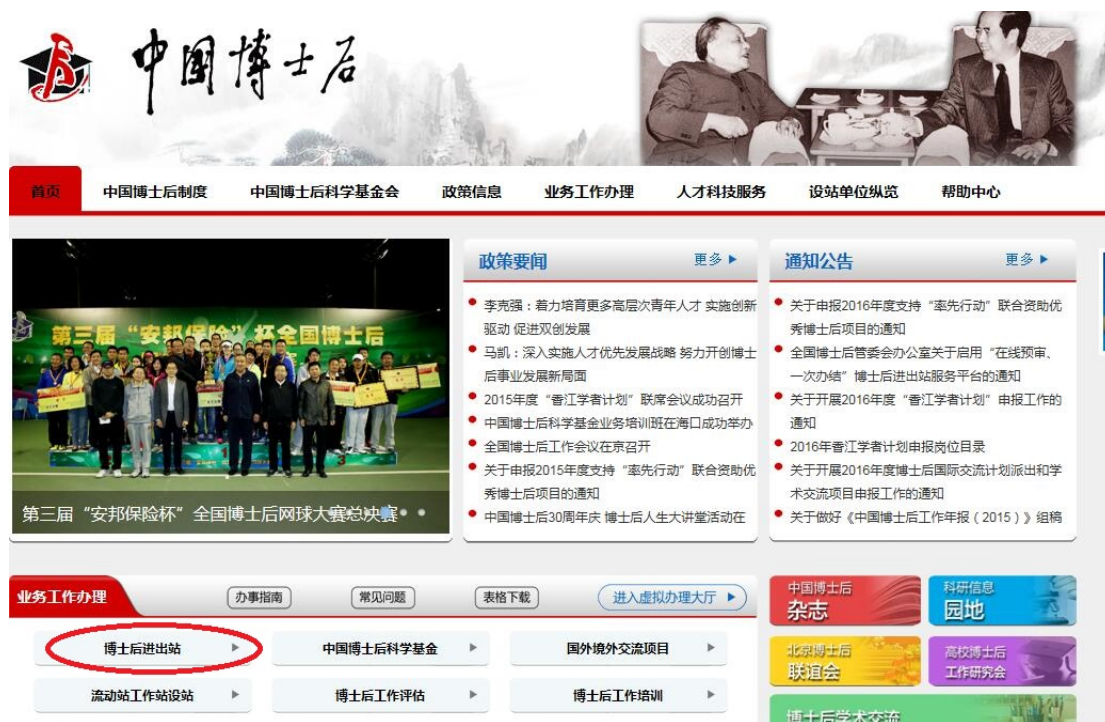 中国博士后
首页 中国博士后制度 中国博士后科学基金会 政策信息 业务工作办理 人才科技服务 设站单位纵览 帮助中心
第三届“安邦保险”杯全国博士后
第三届“安邦保险杯”全国博士后网球大赛总决赛
政策要闻 更多
李克强：着力培育更多高层次青年人才 实施创新
驱动 促进双创发展
马凯：深入实施人才优先发展战略 努力开创博士
后事业发展新局面
2015年度“香江学者计划”联席会议成功召开
中国博士后科学基金业务培训班在海口成功举办
全国博士后工作会议在京召开
关于申报2015年度支持“率先行动”联合资助优
秀博士后项目的通知
中国博士后30周年庆 博士后人生大讲堂活动在
通知公告 更多
关于申报2016年度支持“率先行动”联合资助优
秀博士后项目的通知
全国博士后管委会办公室关于启用“在线预审、
一次办结”博士后进出站服务平台的通知
关于开展2016年度“香江学者计划”申报工作的
通知
2016年香江学者计划申报岗位目录
关于开展2016年度博士后国际交流计划派出和学
术交流项目申报工作的通知
关于做好《中国博士后工作年报（2015）》组稿
业务工作办理 办事指南 常见问题 表格下载 进入虚拟办理大厅
博士后进出站 中国博士后科学基金 国外境外交流项目
流动站工作站设站 博士后工作评估 博士后工作培训
中国博士后
杂志
科研信息
园地
北京博士后
联谊会
高校博士后
工作研究会
博士后学术交流